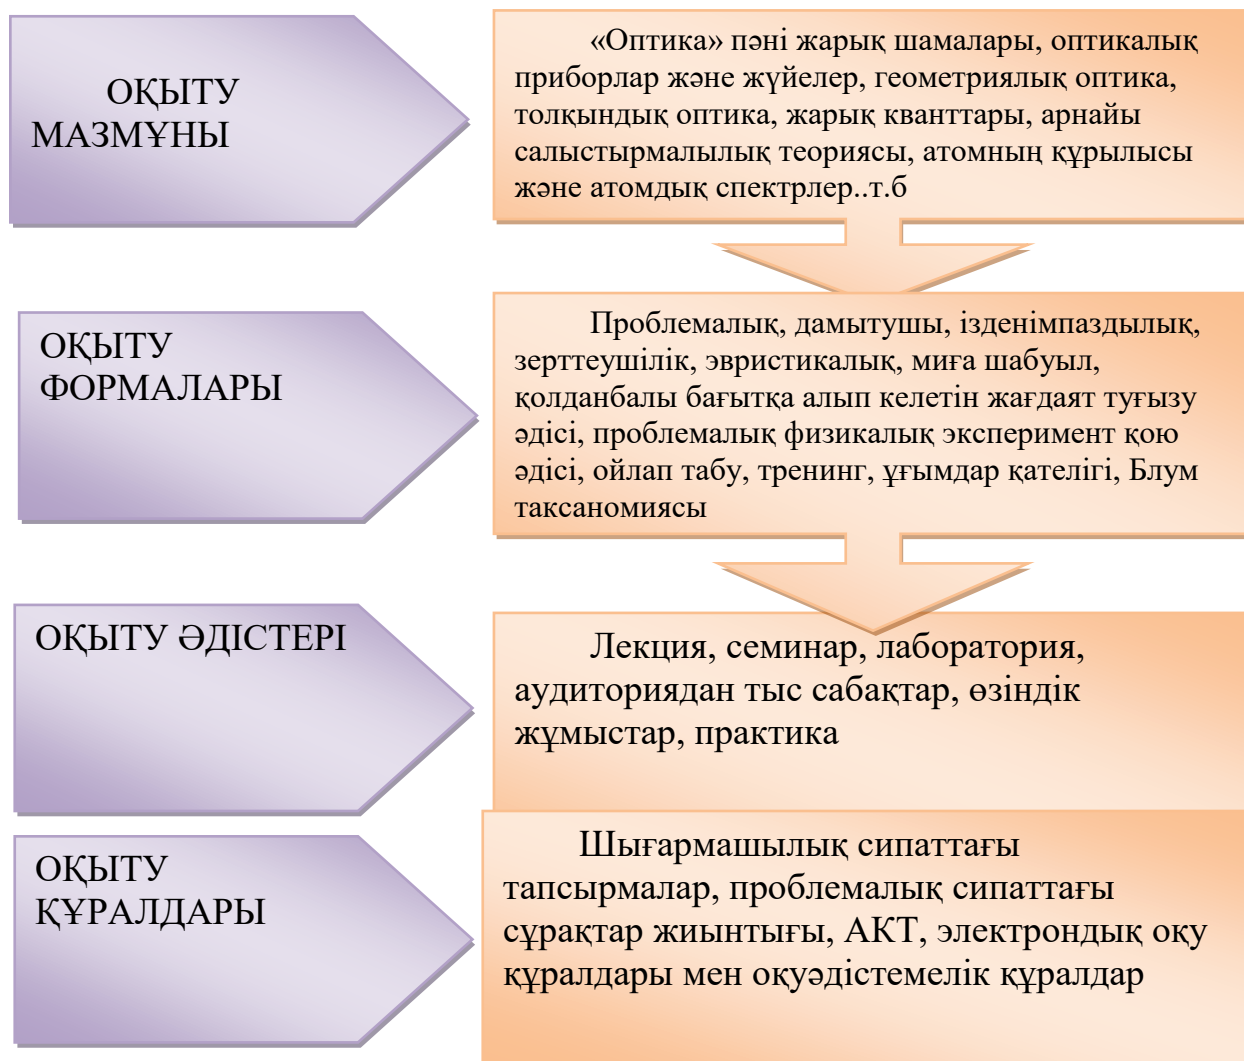 ОҚЫТУ
МАЗМҰНЫ
«Оптика» пәні жарық шамалары, оптикалық
приборлар және жүйелер, геометриялық оптика,
толқындық оптика, жарық кванттары, арнайы
салыстырмалылық теориясы, атомның құрылысы
және атомдық спектрлер..т.б
ОҚЫТУ
ФОРМАЛАРЫ
Проблемалық, дамытушы, ізденімпаздылық,
зерттеушілік, эвристикалық, миға шабуыл,
қолданбалы бағытқа алып келетін жағдаят туғызу
әдісі, проблемалық физикалық эксперимент қою
әдісі, ойлап табу, тренинг, ұғымдар қателігі, Блум
таксаномиясы
ОҚЫТУ ӘДІСТЕРІ
Лекция, семинар, лаборатория,
аудиториядан тыс сабақтар, өзіндік
жұмыстар, практика
ОҚЫТУ
ҚҰРАЛДАРЫ
Шығармашылық сипаттағы
тапсырмалар, проблемалық сипаттағы
сұрақтар жиынтығы, АКТ, электрондық оқу
құралдары мен оқуәдістемелік құралдар